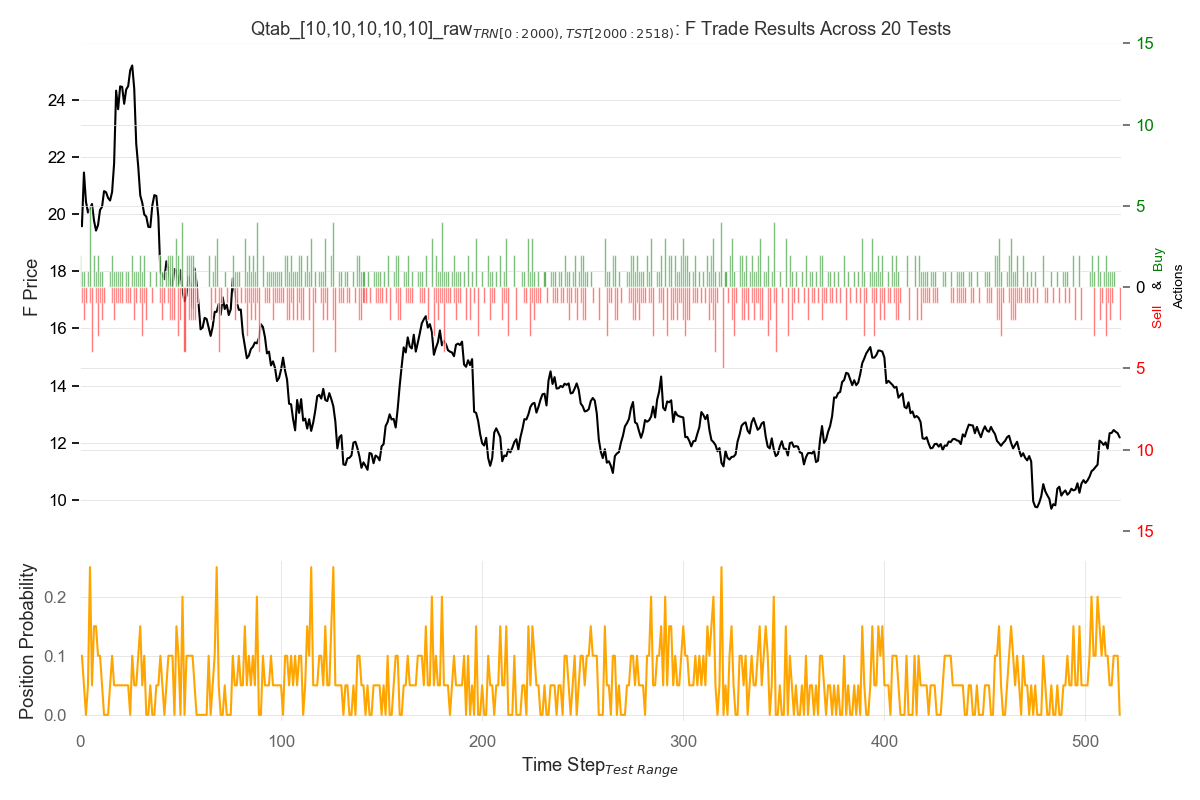 Qtab_[10,10,10,10,10]_raw_TRN[0:2000),TST[2000:2518): F Trade Results Across 20 Tests
F Price
24
22
20
18
16
14
12
10
15
10
5
0
5
10
15
Sell & Buy
Actions
Position Probability
0.2
0.1
0.0
0 100 200 300 400 500
Time Step Test Range